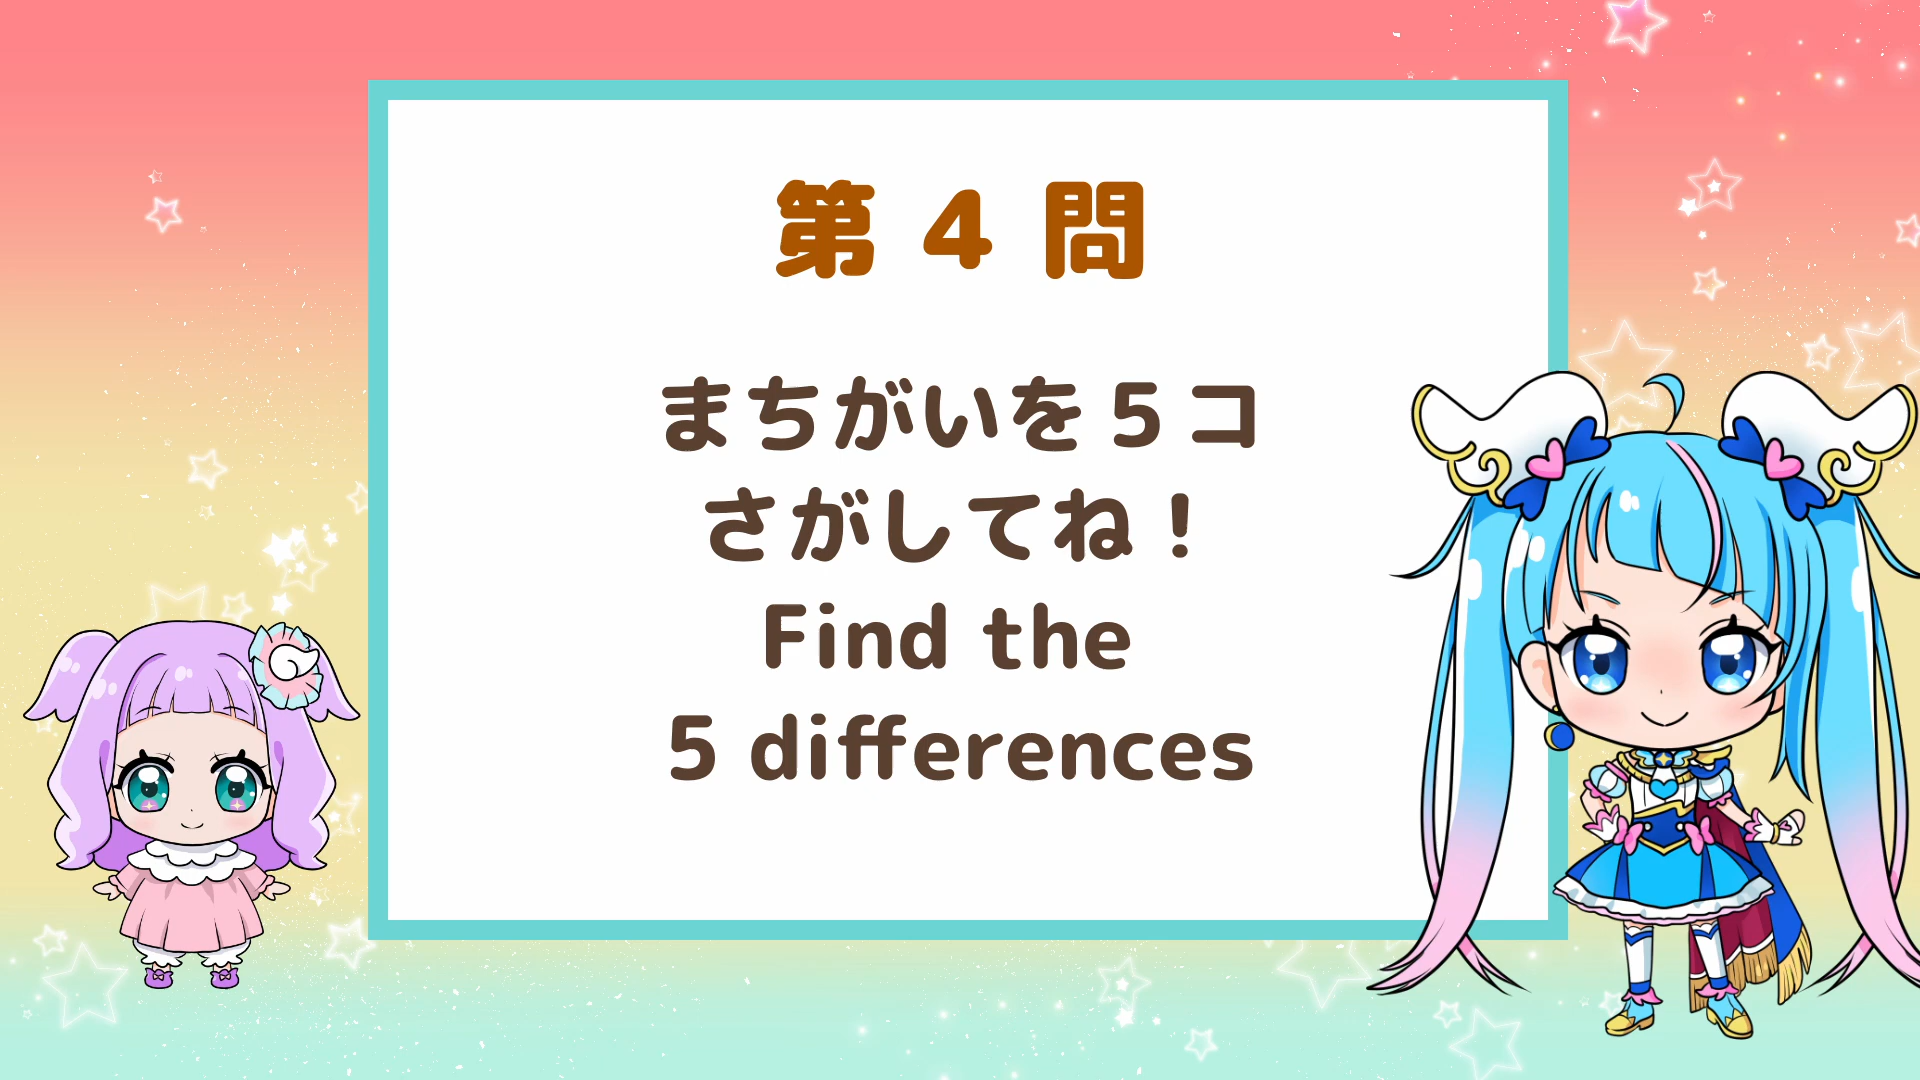 第 4 問
まちがいを5コ
さがしてね！
Find the
5 differences